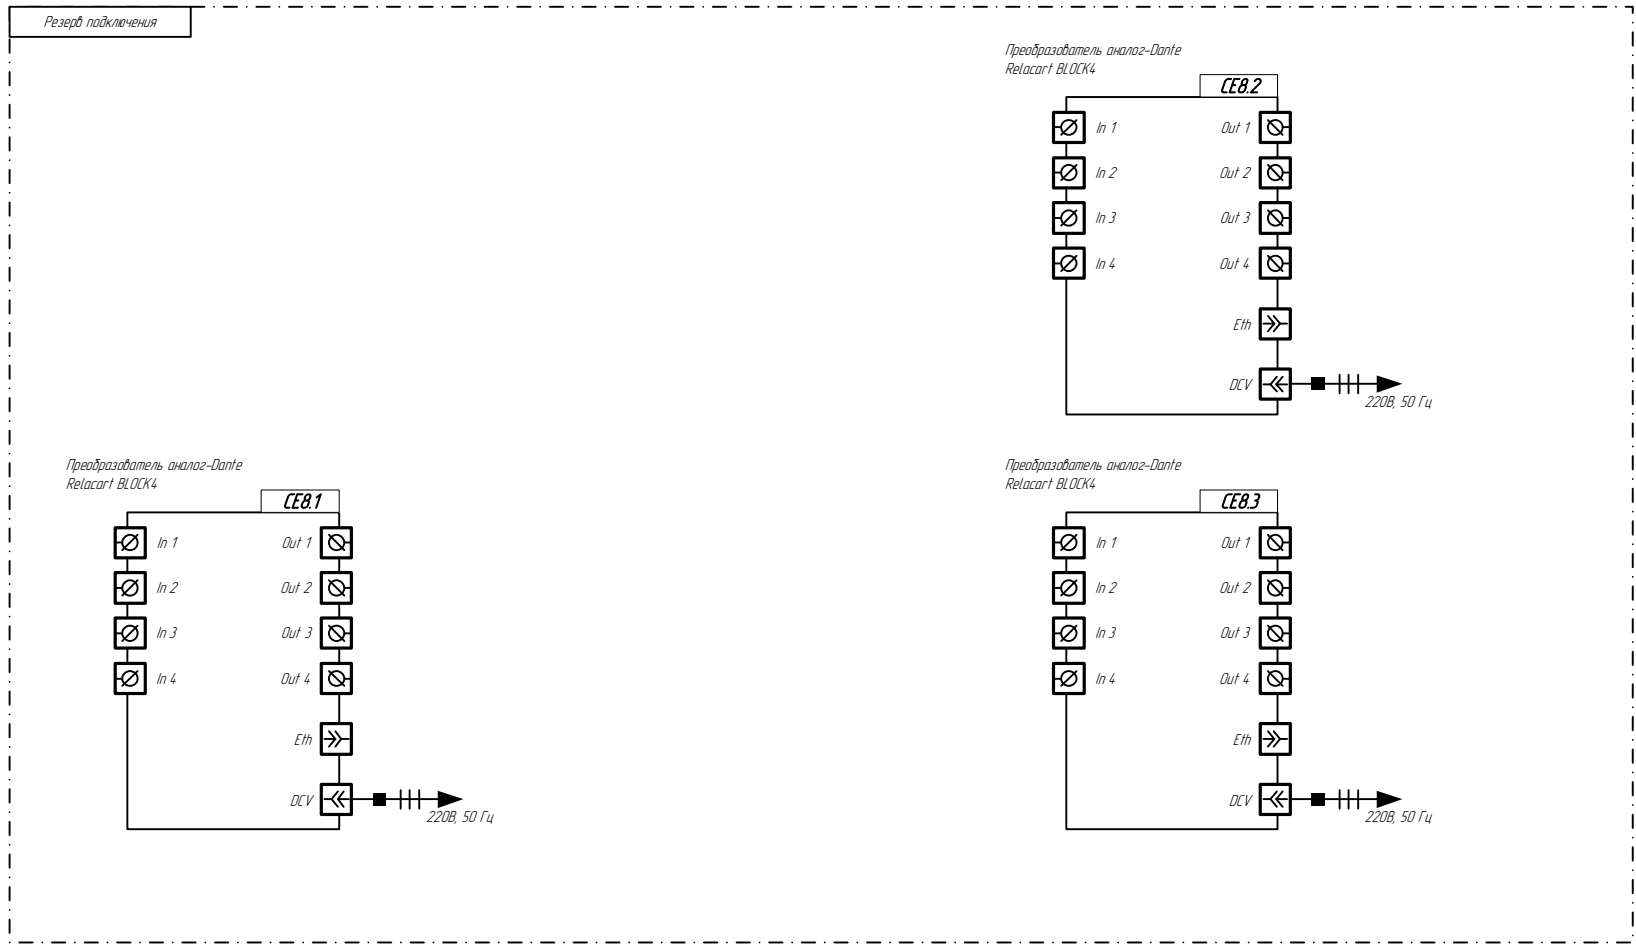 Резерв подключения
Преобразователь аналог-Dante
Relacart BLOCK4
CE8.2
In 1
Out 1
In 2
Out 2
In 3
Out 3
In 4
Out 4
Eth
DCV
220В, 50 Гц
Преобразователь аналог-Dante
Relacart BLOCK4
CE8.1
In 1
Out 1
In 2
Out 2
In 3
Out 3
In 4
Out 4
Eth
DCV
220В, 50 Гц
Преобразователь аналог-Dante
Relacart BLOCK4
CE8.3
In 1
Out 1
In 2
Out 2
In 3
Out 3
In 4
Out 4
Eth
DCV
220В, 50 Гц